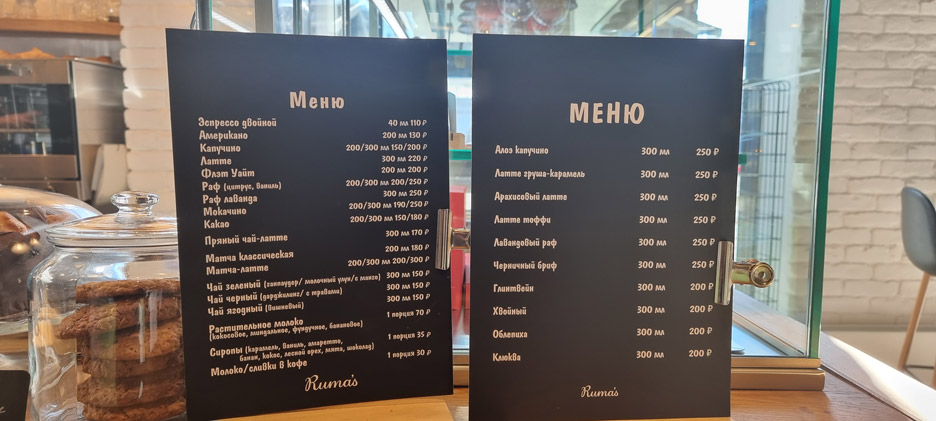 Меню
Эспрессо двойной 40 мл 110 ₽
Американо 200 мл 130 ₽
Капучино 200/300 мл 150/200 ₽
Латте 300 мл 220 ₽
Флэт Уайт 200 мл 200 ₽
Раф (цитрус, ваниль) 200/300 мл 200/250 ₽
Раф лаванда 300 мл 250 ₽
Мокачино 200/300 мл 190/250 ₽
Какао 200/300 мл 150/180 ₽
Пряный чай-латте 300 мл 170 ₽
Матча классическая 200 мл 180 ₽
Матча-латте 200/300 мл 200/300 ₽
Чай зеленый (ганпаудер/ молочный улун/с манго) 300 мл 150 ₽
Чай черный (дарджилинг/ с травами) 300 мл 150 ₽
Чай ягодный (вишневый) 300 мл 150 ₽
Растительное молоко 1 порция 70 ₽
(кокосовое, миндальное, фундучное, банановое)
Сиропы (карамель, ваниль, амаретто, 1 порция 35 ₽
банан, кокос, лесной орех, мята, шоколад)
Молоко/сливки в кофе 1 порция 30 ₽
Ruma's
МЕНЮ
Алоэ капучино 300 мл 250 ₽
Латте груша-карамель 300 мл 250 ₽
Арахисовый латте 300 мл 250 ₽
Латте тоффи 300 мл 250 ₽
Лавандовый раф 300 мл 250 ₽
Черничный бриф 300 мл 250 ₽
Глинтвейн 300 мл 200 ₽
Хвойный 300 мл 200 ₽
Облепиха 300 мл 200 ₽
Клюква 300 мл 200 ₽
Ruma's